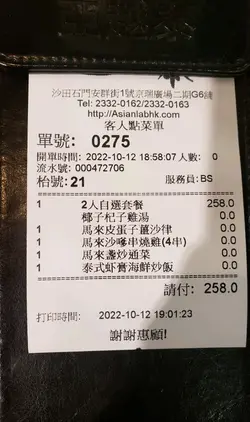 沙田石門安群街1號京瑞廣場二期G6舖
Tel: 2332-0162/2332-0163
http://Asianlabhk.com
客人點菜單
單號: 0275
開單時間: 2022-10-12 18:58:07 人數: 0
流水號: 000472706
枱號: 21 服務員: BS
1 2人自選套餐 258.0
椰子杞子雞湯 0.0
1 馬來皮蛋子薑沙律 0.0
1 馬來沙嗲串燒雞(4串) 0.0
1 馬來盞炒通菜 0.0
1 泰式虾膏海鮮炒飯 0.0
請付: 258.0
打印時間: 2022-10-12 19:01:23
謝謝惠顧!